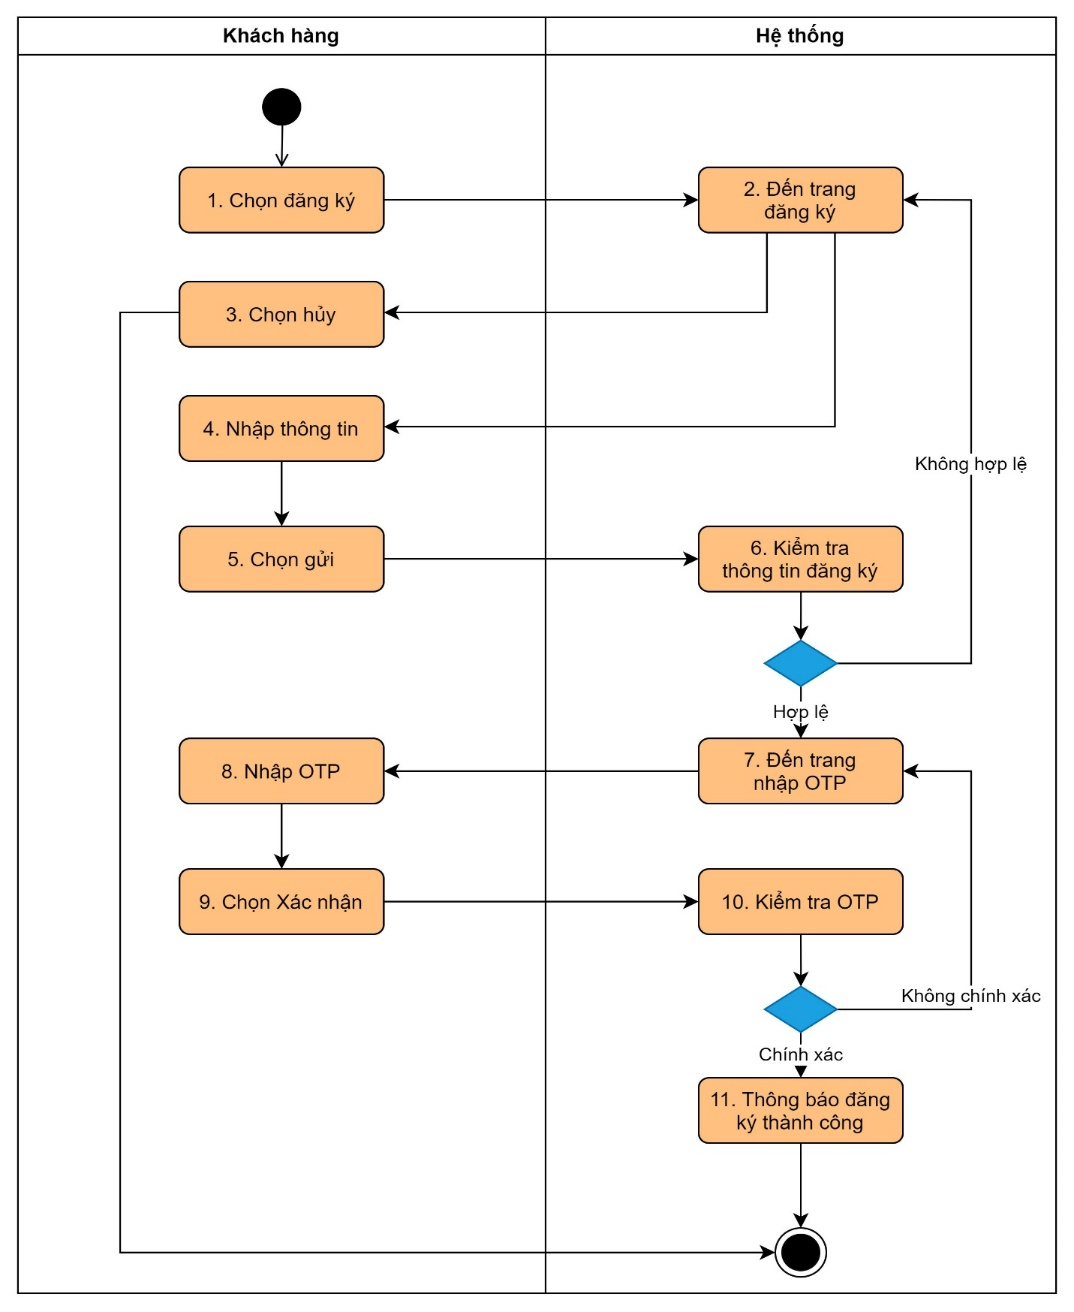 Khách hàng
Hệ thống
1. Chọn đăng ký
2. Đến trang
đăng ký
3. Chọn hủy
4. Nhập thông tin
Không hợp lệ
5. Chọn gửi
6. Kiểm tra
thông tin đăng ký
Hợp lệ
8. Nhập OTP
7. Đến trang
nhập OTP
9. Chọn Xác nhận
10. Kiểm tra OTP
Không chính xác
Chính xác
11. Thông báo đăng
ký thành công